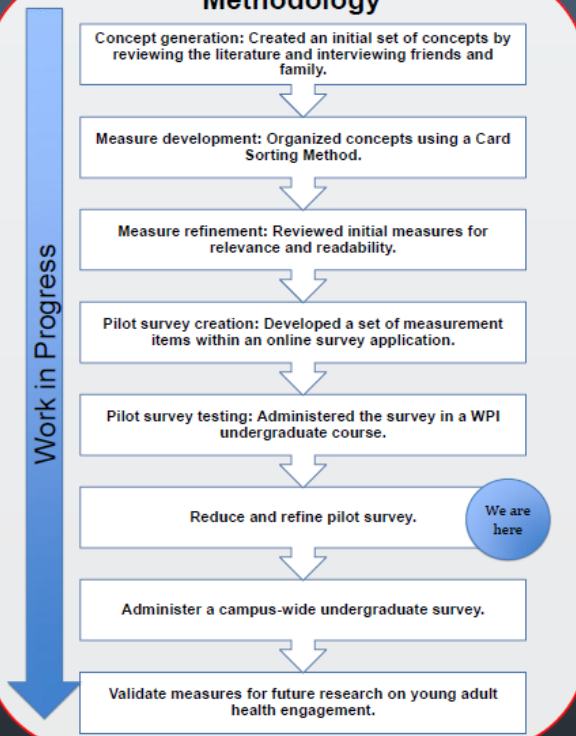 Methodology
Concept generation: Created an initial set of concepts by
reviewing the literature and interviewing friends and
family.
Measure development: Organized concepts using a Card
Sorting Method.
Measure refinement: Reviewed initial measures for
relevance and readability.
Pilot survey creation: Developed a set of measurement
items within an online survey application.
Pilot survey testing: Administered the survey in a WPI
undergraduate course.
Reduce and refine pilot survey.
We are
here
Administer a campus-wide undergraduate survey.
Validate measures for future research on young adult
health engagement.
Work in Progress